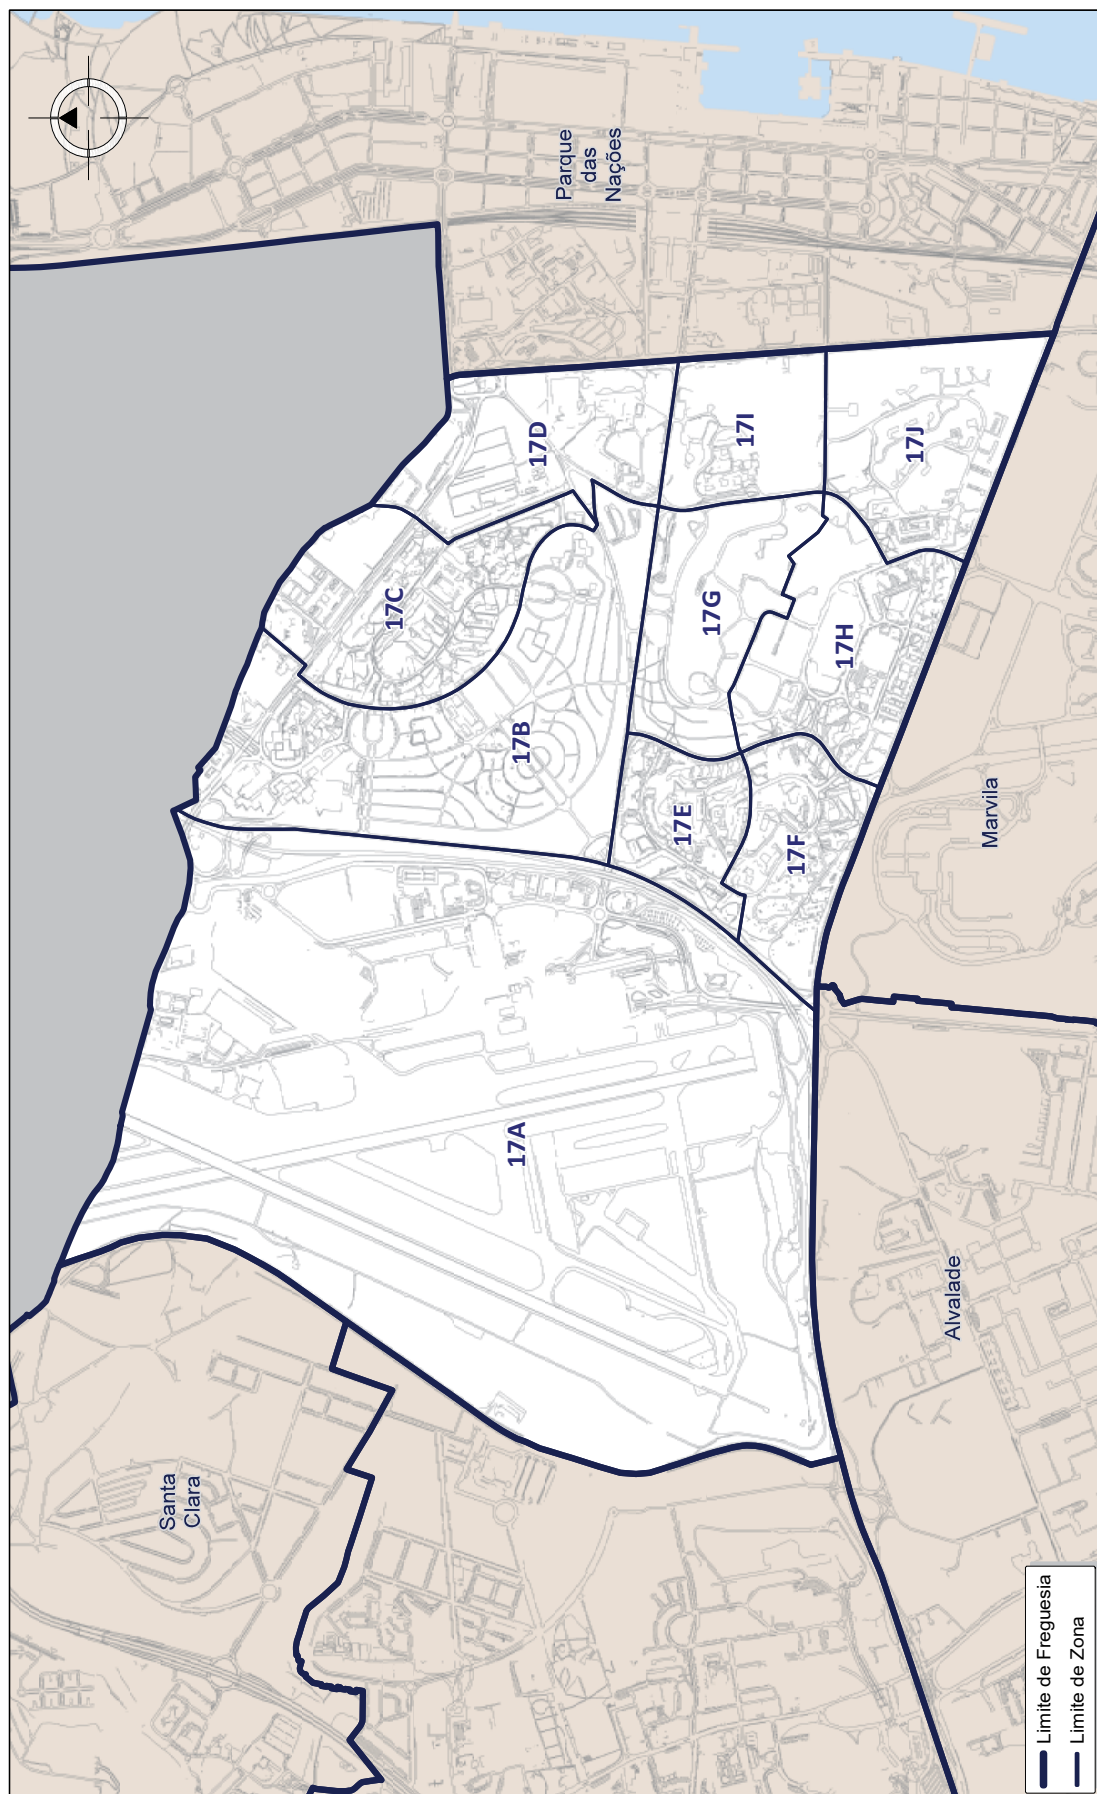 Parque
das
Nações
17D
17I
17J
17C
17G
17H
17B
17E
17F
Marvila
17A
Alvalade
Santa
Clara
Limite de Freguesia
Limite de Zona